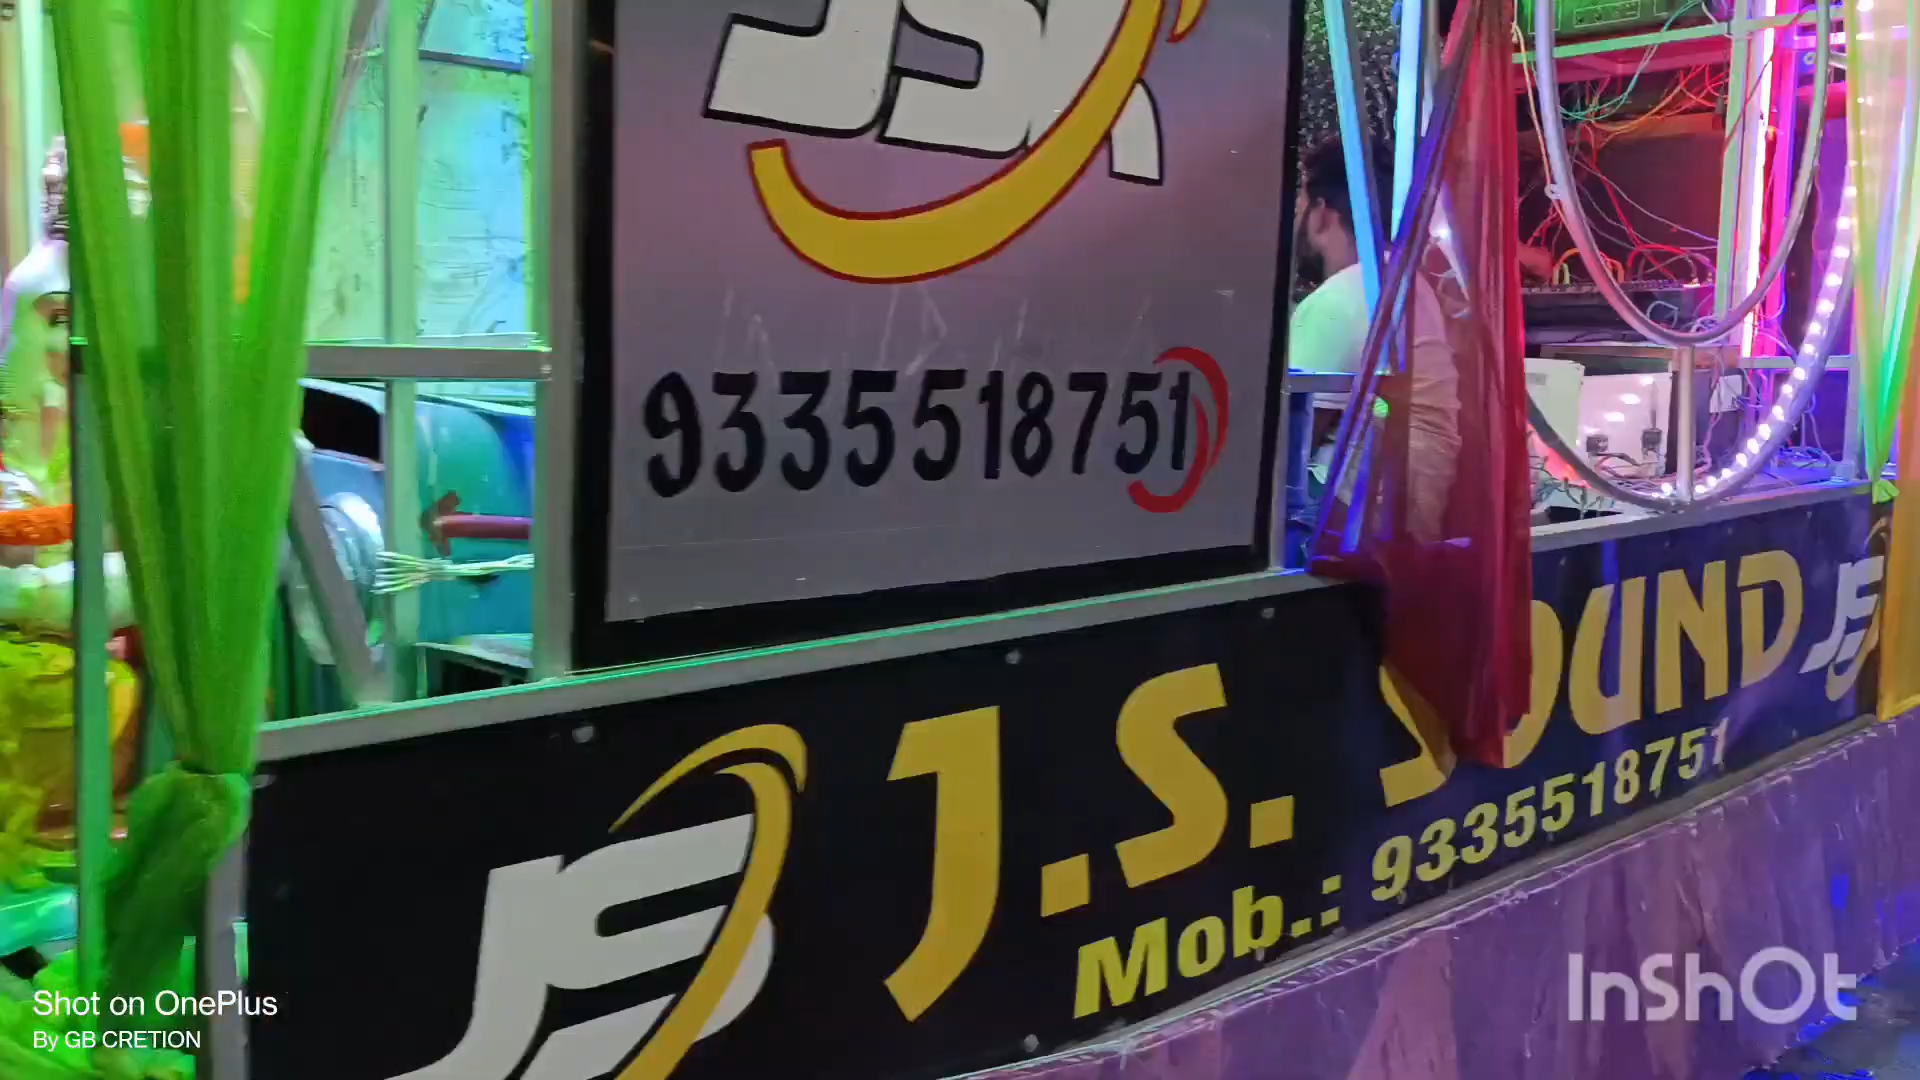 JS
9335518751
JS J.S. SOUND JS
Mob.: 9335518751
Shot on OnePlus
By GB CRETION
InShOt